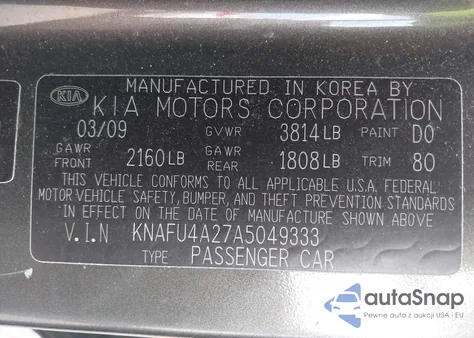 KIA
MANUFACTURED IN KOREA BY
KIA MOTORS CORPORATION
03/09 GVWR 3814LB PAINT D0
GAWR FRONT 2160LB GAWR REAR 1808LB TRIM 80
THIS VEHICLE CONFORMS TO ALL APPLICABLE U.S.A. FEDERAL
MOTOR VEHICLE SAFETY, BUMPER, AND THEFT PREVENTION STANDARDS
IN EFFECT ON THE DATE OF MANUFACTURE SHOWN ABOVE
V.I.N KNAFU4A27A5049333
TYPE PASSENGER CAR
autoSnap
Pewne auta z aukcji USA i EU